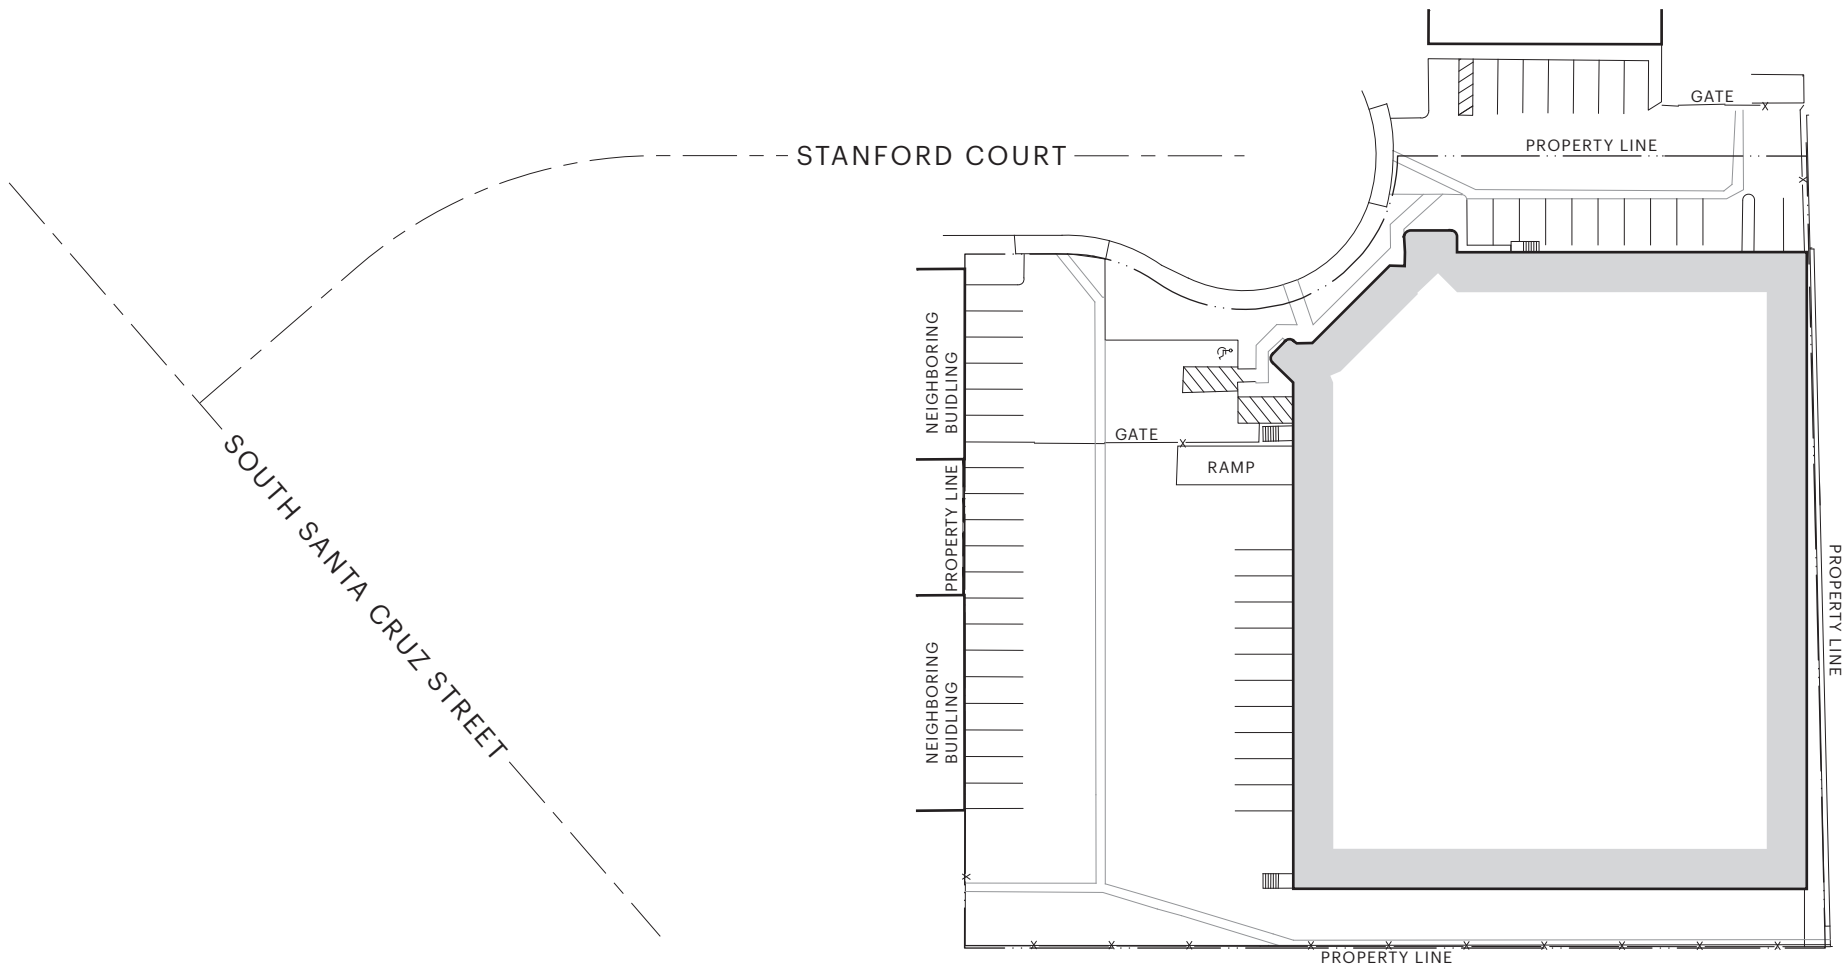 GATE
PROPERTY LINE
STANFORD COURT
NEIGHBORING
BUIDLING
GATE
RAMP
PROPERTY LINE
SOUTH SANTA CRUZ STREET
PROPERTY LINE
NEIGHBORING
BUIDLING
PROPERTY LINE